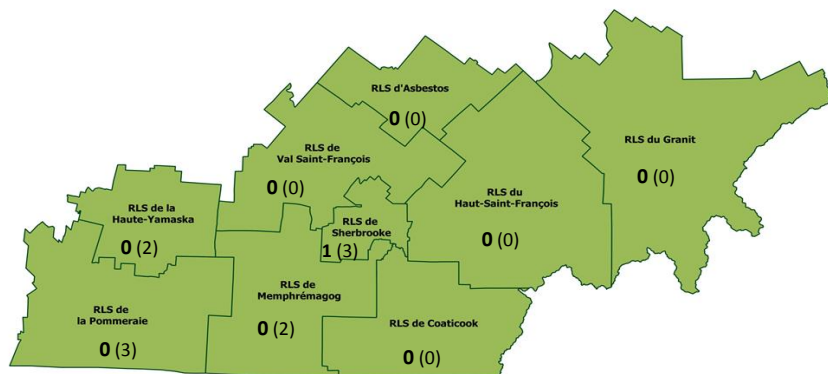 RLS d'Asbestos
0 (0)
RLS du Granit
0 (0)
RLS de
Val Saint-François
0 (0)
RLS du
Haut-Saint-François
0 (0)
RLS de la
Haute-Yamaska
0 (2)
RLS de
Sherbrooke
1 (3)
RLS de
Memphrémagog
0 (2)
RLS de
la Pommeraie
0 (3)
RLS de Coaticook
0 (0)